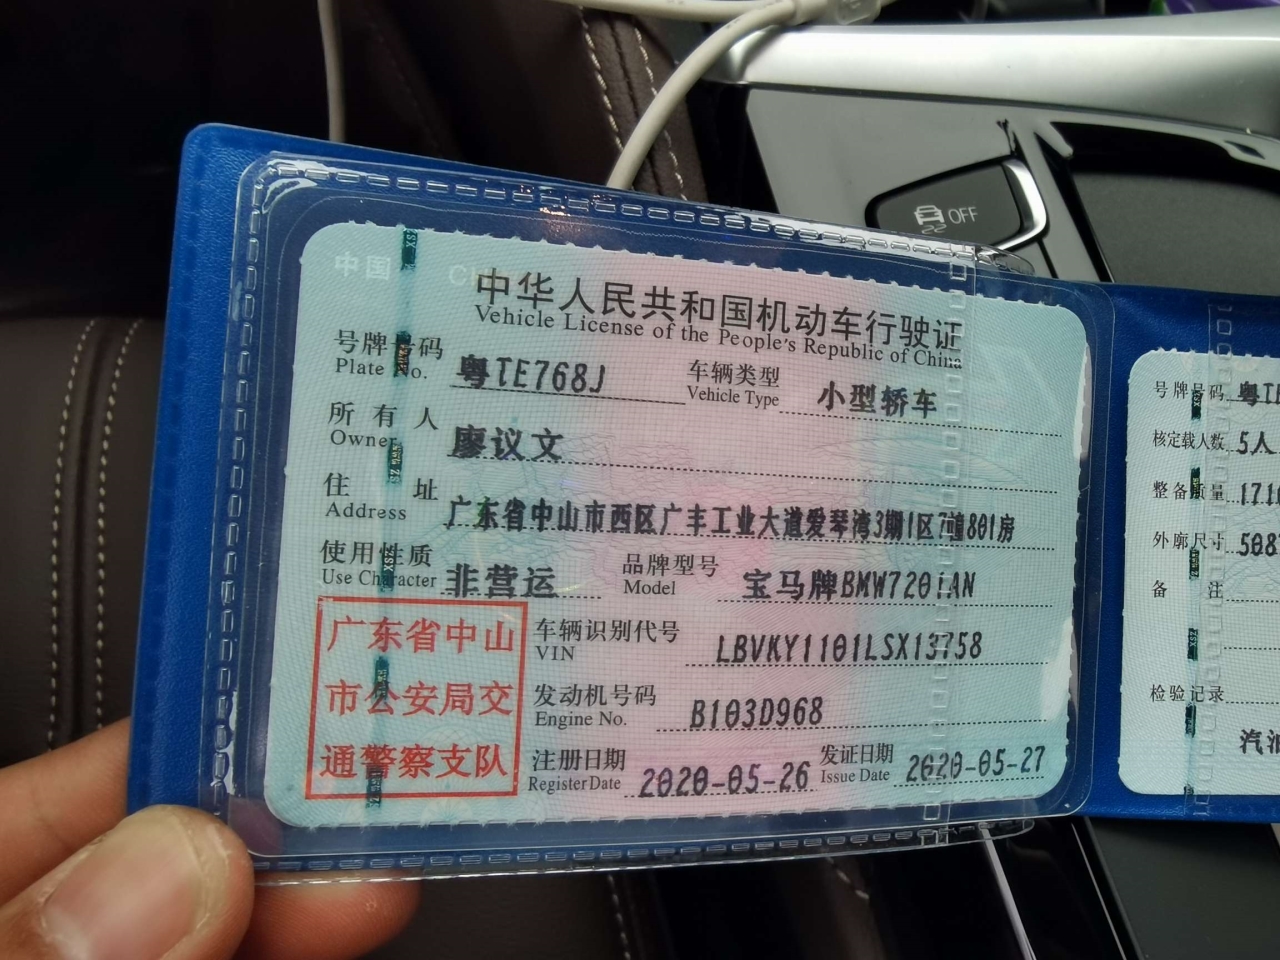 OFF
中国 CHINA
中华人民共和国机动车行驶证
Vehicle License of the People's Republic of China
号牌号码 粤TE768J 车辆类型 小型轿车
Plate No. Vehicle Type
所有人 廖议文
Owner
住址 广东省中山市西区广丰工业大道爱琴湾3期1区7幢801房
Address
使用性质 非营运 品牌型号 宝马牌BMW7201AN
Use Character Model
广东省中山
市公安局交
通警察支队
车辆识别代号 LBVKY1101LSX13758
VIN
发动机号码 B103D968
Engine No.
注册日期 2020-05-26 发证日期 2020-05-27
Register Date Issue Date
号牌号码 粤TE
核定载人数 5人
整备质量 1710
外廓尺寸 508
备注
检验记录
汽油